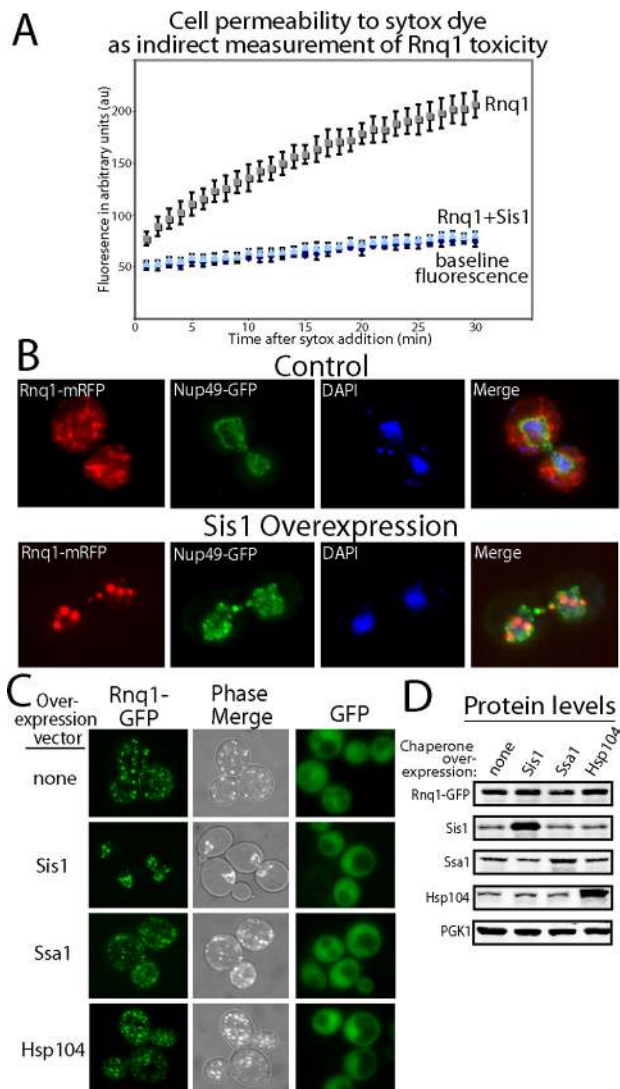 A
Cell permeability to sytox dye
as indirect measurement of Rnq1 toxicity
Fluoresence in arbitrary units (au)
200
150
100
50
0
5
10
15
20
25
30
Time after sytox addition (min)
Rnq1
Rnq1+Sis1
baseline
fluorescence
B
Control
Rnq1-mRFP
Nup49-GFP
DAPI
Merge
Sis1 Overexpression
Rnq1-mRFP
Nup49-GFP
DAPI
Merge
C
Over-
expression
vector
Rnq1-
GFP
Phase
Merge
GFP
none
Sis1
Ssa1
Hsp104
D
Protein levels
Chaperone
over-
expression:
none
Sis1
Ssa1
Hsp104
Rnq1-GFP
Sis1
Ssa1
Hsp104
PGK1